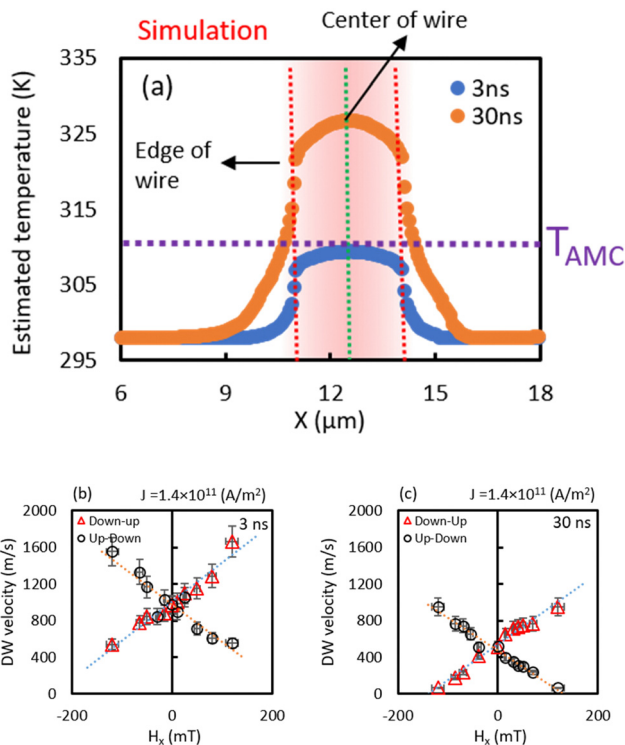 Simulation
Center of wire
335
(a)
3ns
30ns
325
Edge of
wire
315
T_AMC
305
295
Estimated temperature (K)
6
9
12
15
18
X (μm)
(b)
J =1.4×10¹¹ (A/m²)
2000
Down-up
3 ns
Up-Down
1600
1200
800
400
0
DW velocity (m/s)
-200
0
200
Hₓ (mT)
(c)
J =1.4×10¹¹ (A/m²)
2000
Down-Up
30 ns
Up-Down
1600
1200
800
400
0
DW velocity (m/s)
-200
0
200
Hₓ (mT)